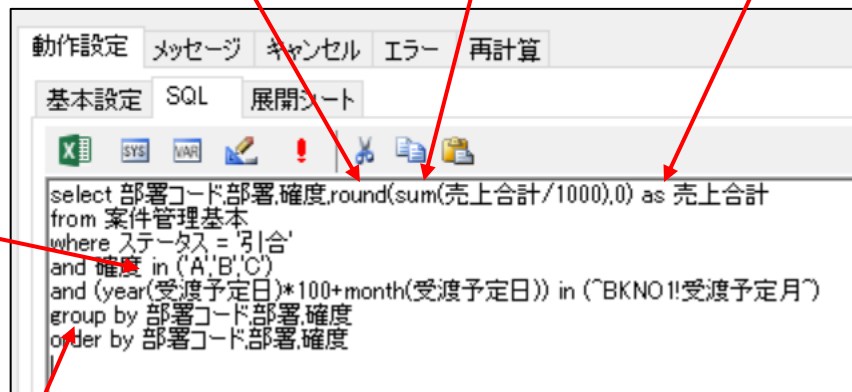 動作設定 メッセージ キャンセル エラー 再計算
基本設定 SQL 展開シート
SYS VAR
select 部署コード,部署,確度,round(sum(売上合計/1000),0) as 売上合計
from 案件管理基本
where ステータス = '引合'
and 確度 in ('A','B','C')
and (year(受渡予定日)*100+month(受渡予定日)) in (^BKNO1!受渡予定月^)
group by 部署コード,部署,確度
order by 部署コード,部署,確度